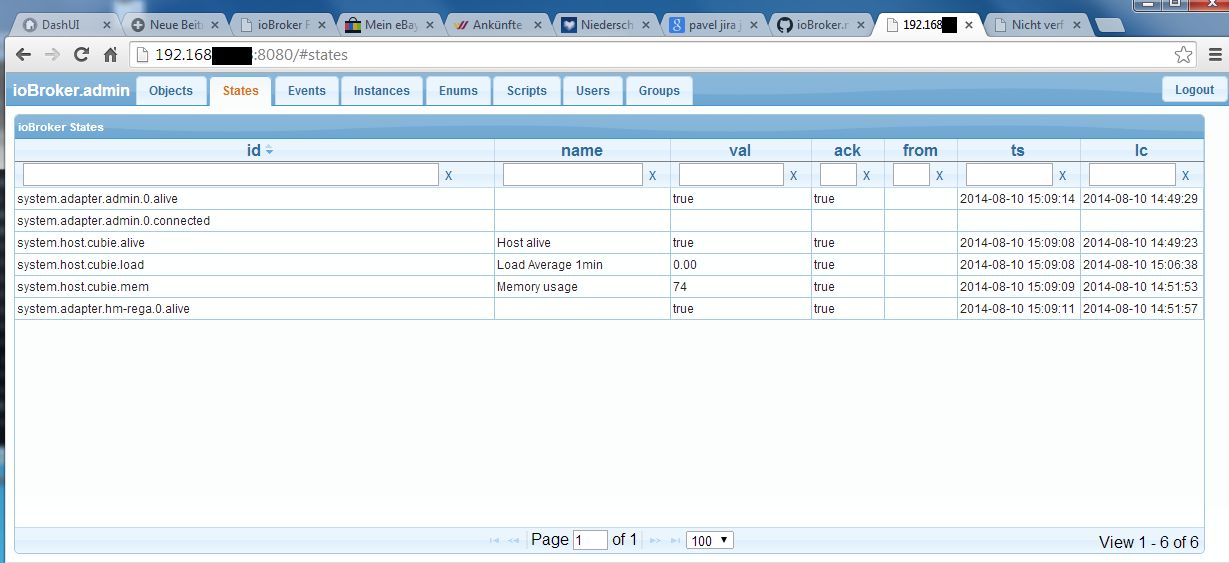 DashUI Neue Beit ioBroker F Mein eBay Ankünfte Niedersch pavel jira j ioBroker.n 192.168 Nicht verf
192.168 :8080/#states
ioBroker.admin Objects States Events Instances Enums Scripts Users Groups Logout
ioBroker States
id name val ack from ts lc
X X X X X X X
system.adapter.admin.0.alive true true 2014-08-10 15:09:14 2014-08-10 14:49:29
system.adapter.admin.0.connected
system.host.cubie.alive Host alive true true 2014-08-10 15:09:08 2014-08-10 14:49:23
system.host.cubie.load Load Average 1min 0.00 true 2014-08-10 15:09:08 2014-08-10 15:06:38
system.host.cubie.mem Memory usage 74 true 2014-08-10 15:09:09 2014-08-10 14:51:53
system.adapter.hm-rega.0.alive true true 2014-08-10 15:09:11 2014-08-10 14:51:57
Page 1 of 1 100 View 1 - 6 of 6